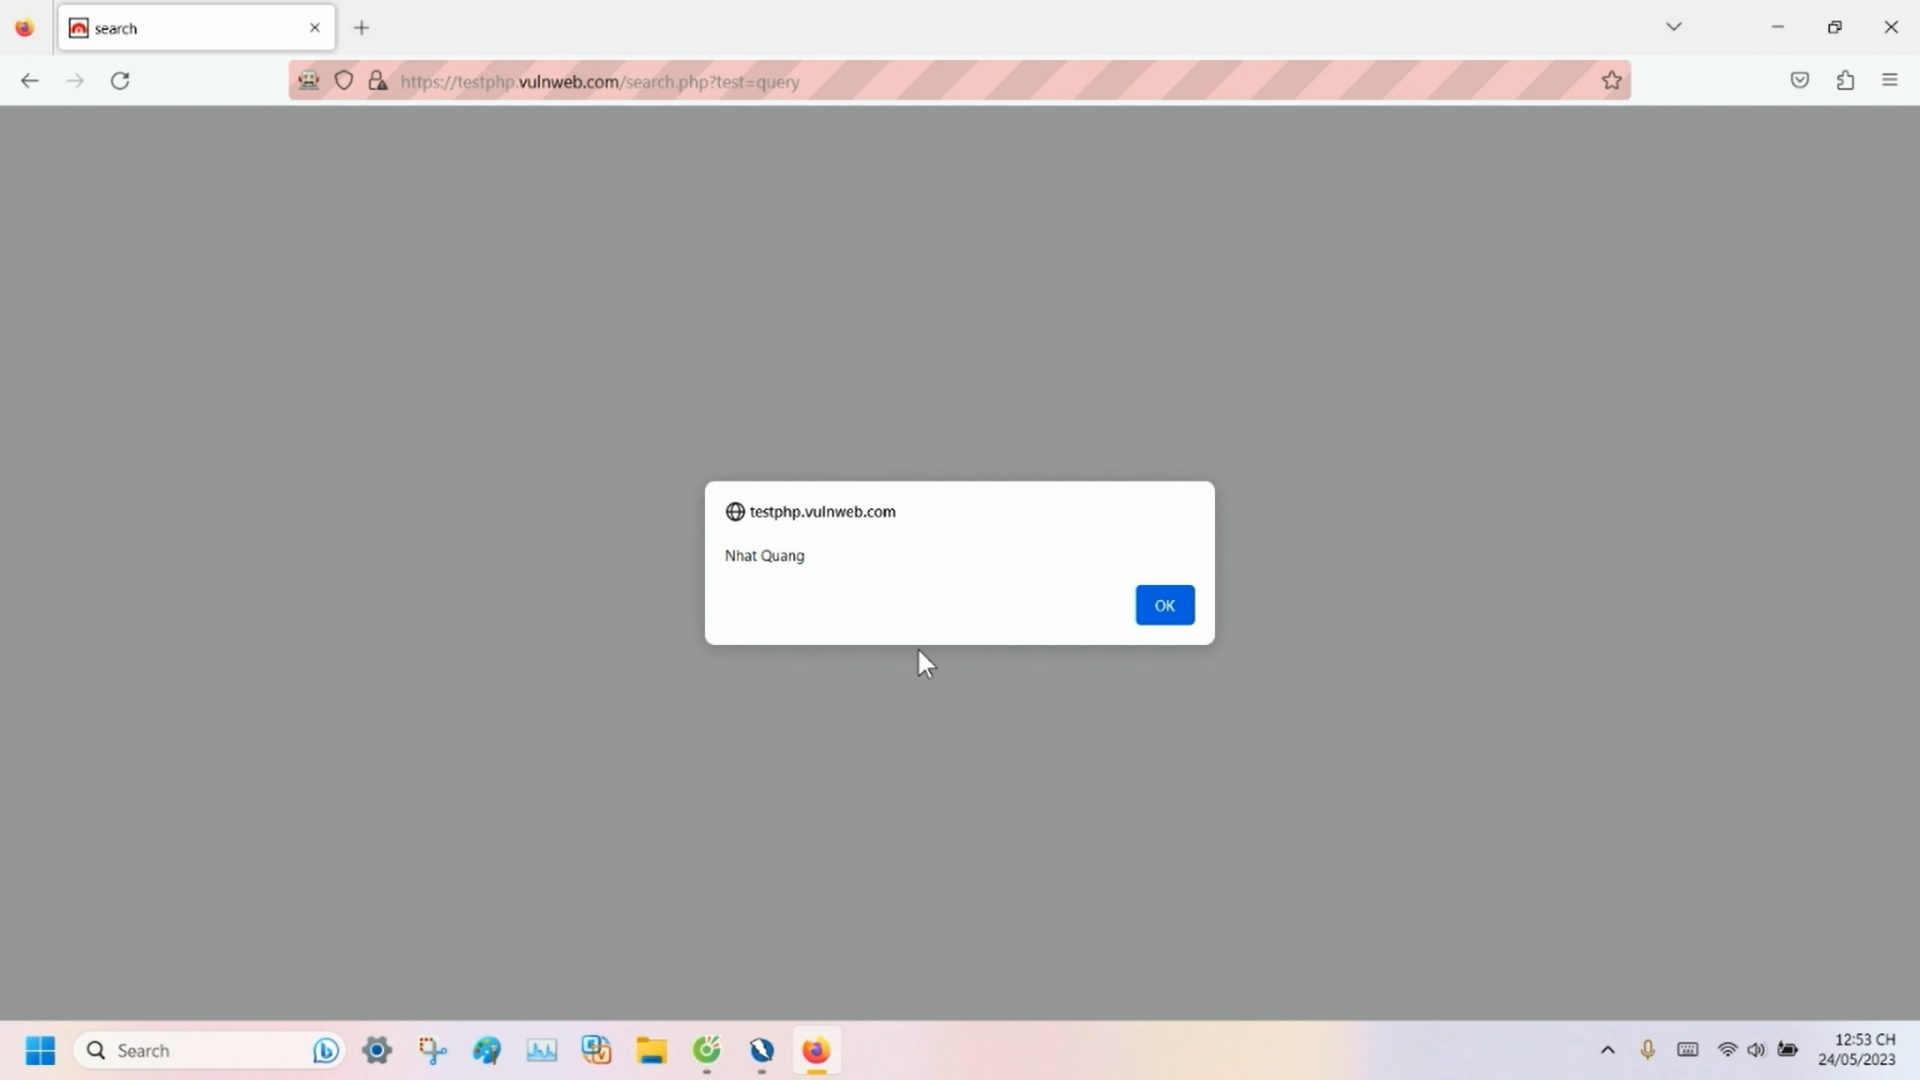 search
https://testphp.vulnweb.com/search.php?test=query
testphp.vulnweb.com
Nhat Quang
OK
Search
12:53 CH
24/05/2023